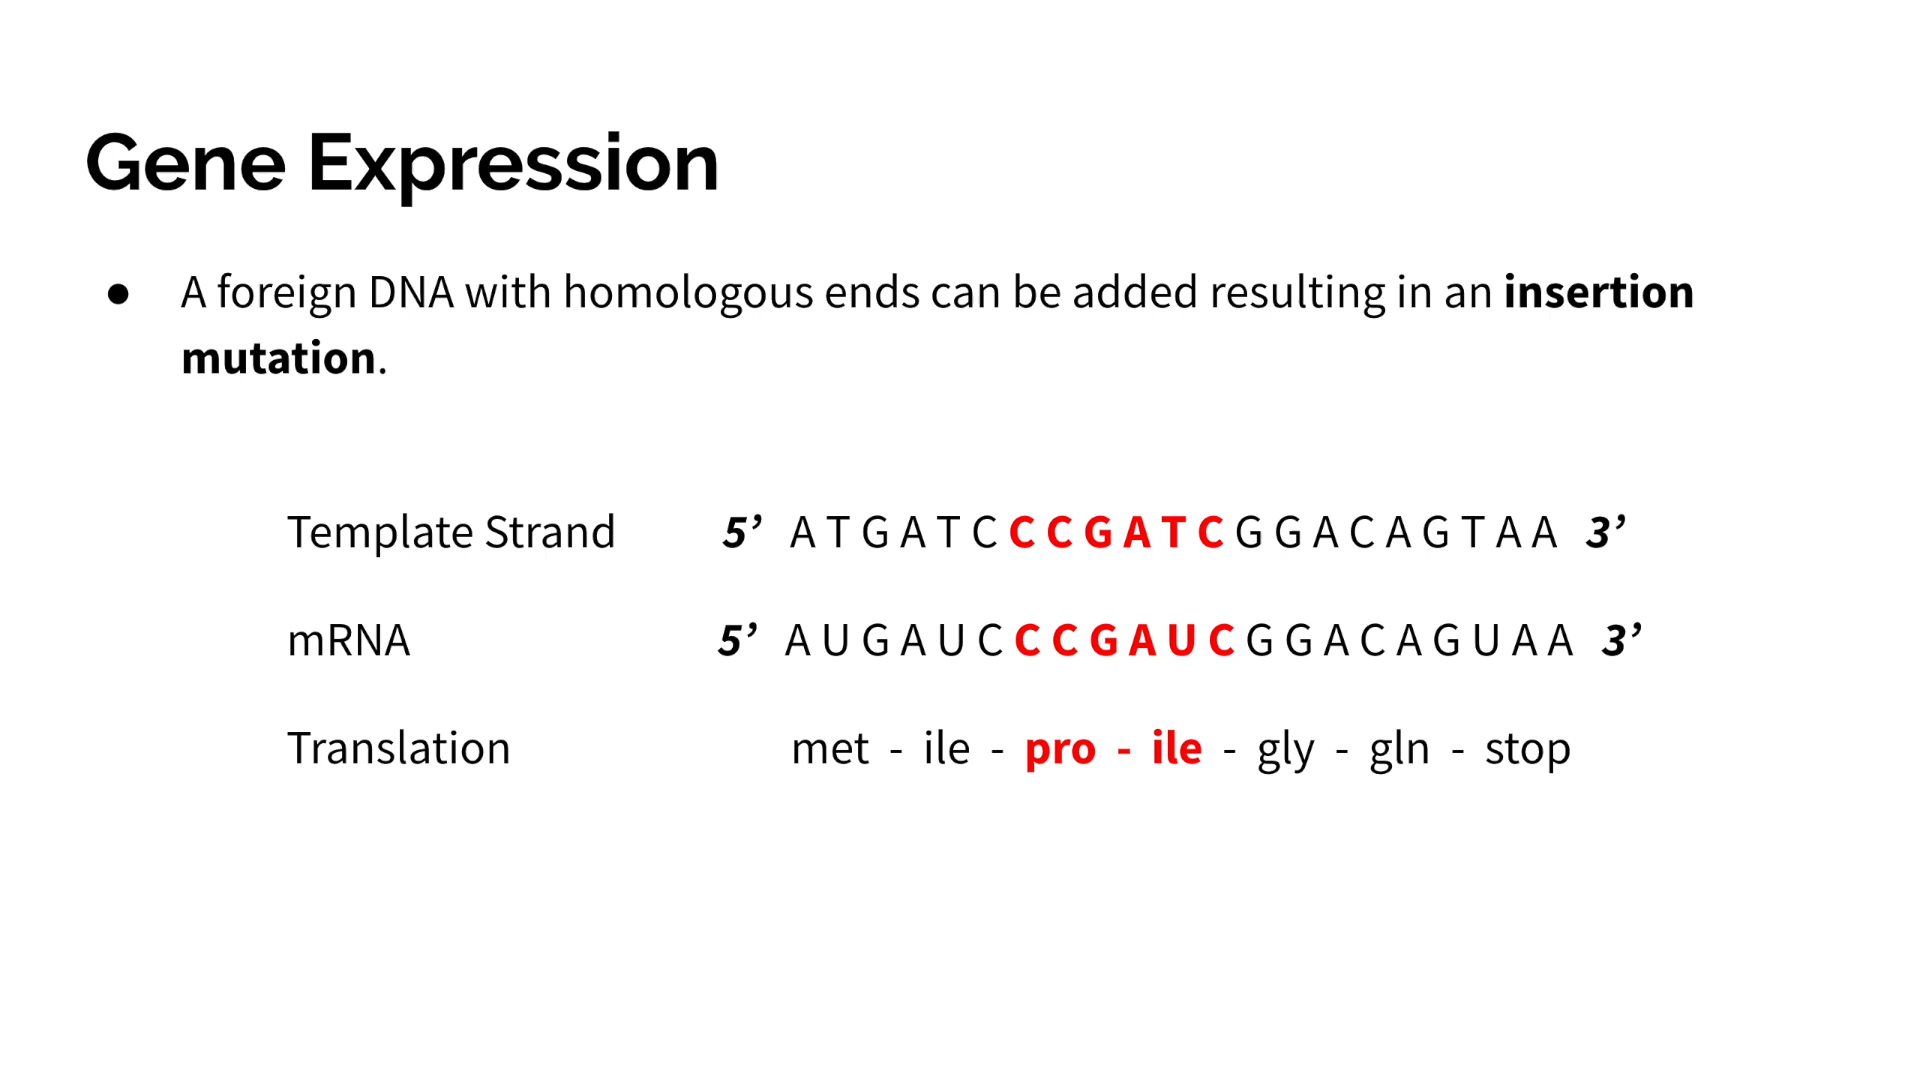 Gene Expression
● A foreign DNA with homologous ends can be added resulting in an insertion
mutation.
Template Strand 5’ A T G A T C C C G A T C G G A C A G T A A 3’
mRNA 5’ A U G A U C C C G A U C G G A C A G U A A 3’
Translation met - ile - pro - ile - gly - gln - stop